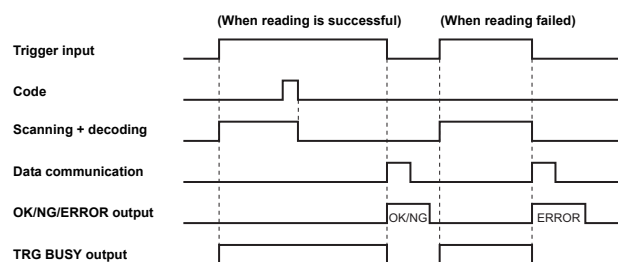 (When reading is successful) (When reading failed)
Trigger input
Code
Scanning + decoding
Data communication
OK/NG/ERROR output OK/NG ERROR
TRG BUSY output